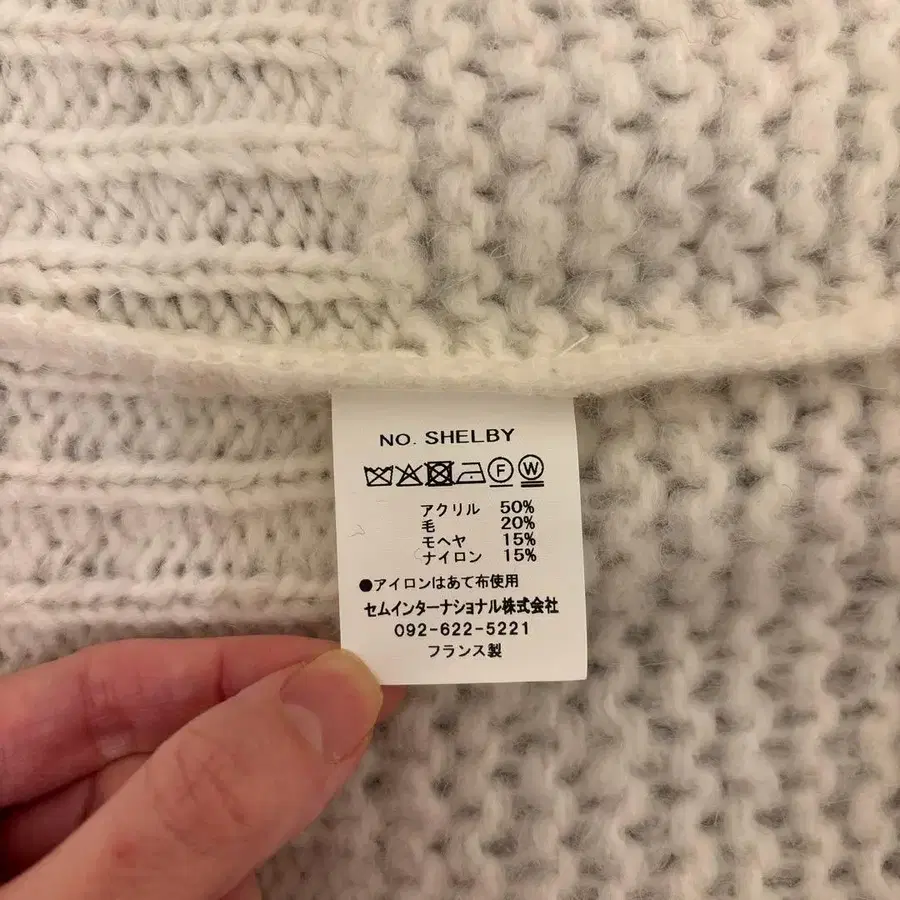 NO. SHELBY
F W
アクリル 50%
毛 20%
モヘヤ 15%
ナイロン 15%
●アイロンはあて布使用
セムインターナショナル株式会社
092-622-5221
フランス製